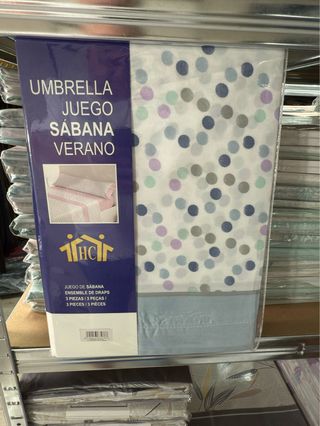 UMBRELLA
JUEGO
SÁBANA
VERANO
HC
JUEGO DE SÁBANA
ENSEMBLE DE DRAPS
3 PIEZAS / 3 PEÇAS /
3 PIECES / 3 PIÈCES